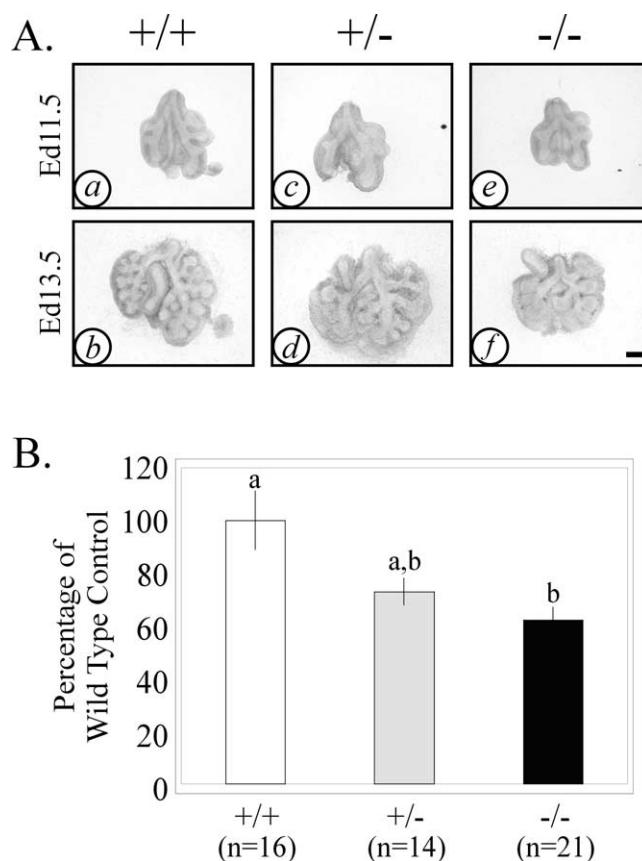 A. +/+ +/- -/-
Ed11.5
a c e
Ed13.5
b d f
B.
Percentage of
Wild Type Control
120
100
80
60
40
20
0
a
a,b
b
+/+ +/- -/-
(n=16) (n=14) (n=21)